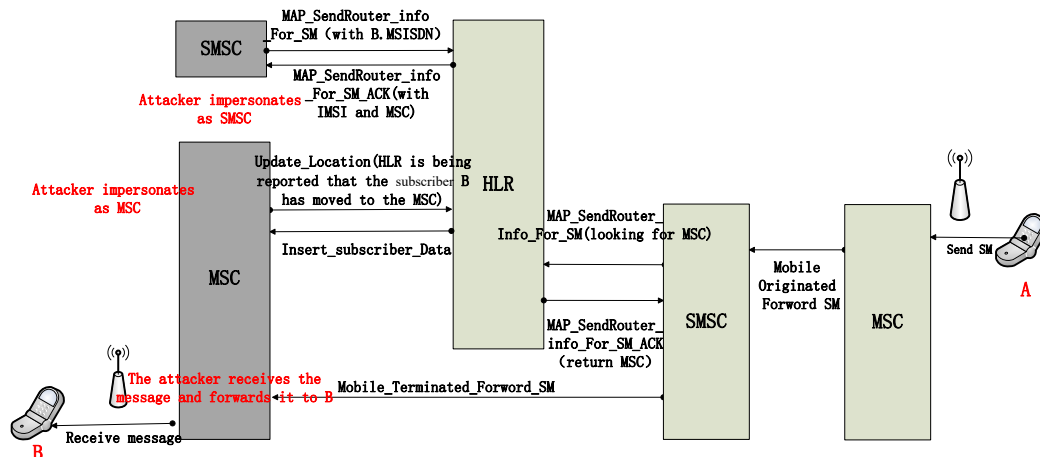 MAP_SendRouter_info
_For_SM (with B.MSISDN)
SMSC
MAP_SendRouter_info
_For_SM_ACK(with
IMSI and MSC)
Attacker impersonates
as SMSC
Update_Location(HLR is being
reported that the subscriber B
has moved to the MSC)
Attacker impersonates
as MSC
HLR
Insert_subscriber_Data
MSC
MAP_SendRouter_
Info_For_SM(looking for MSC)
MAP_SendRouter_
info_For_SM_ACK
(return MSC)
SMSC
Mobile
Originated
Forword SM
MSC
Send SM
A
The attacker receives the
message and forwards it to B
Mobile_Terminated_Forword_SM
Receive message
B